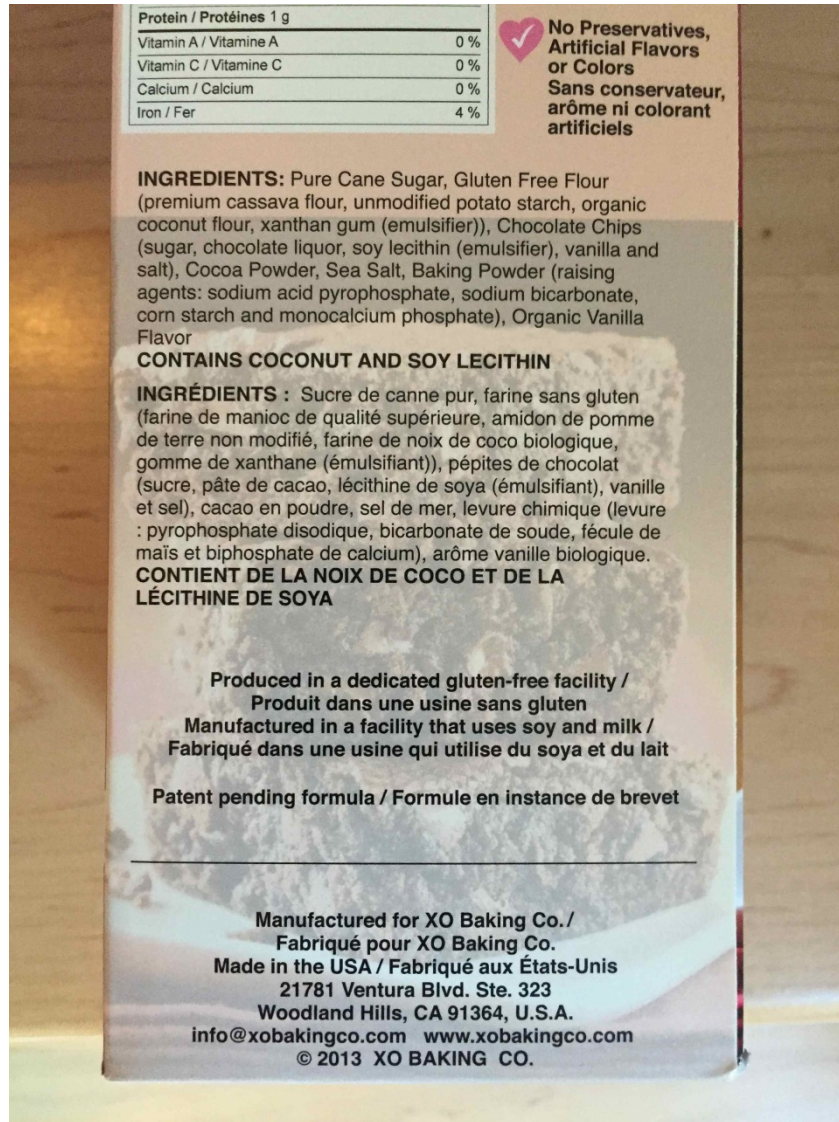 Protein / Protéines 1 g
Vitamin A / Vitamine A 0 %
Vitamin C / Vitamine C 0 %
Calcium / Calcium 0 %
Iron / Fer 4 %
No Preservatives,
Artificial Flavors
or Colors
Sans conservateur,
arôme ni colorant
artificiels
INGREDIENTS: Pure Cane Sugar, Gluten Free Flour
(premium cassava flour, unmodified potato starch, organic
coconut flour, xanthan gum (emulsifier)), Chocolate Chips
(sugar, chocolate liquor, soy lecithin (emulsifier), vanilla and
salt), Cocoa Powder, Sea Salt, Baking Powder (raising
agents: sodium acid pyrophosphate, sodium bicarbonate,
corn starch and monocalcium phosphate), Organic Vanilla
Flavor
CONTAINS COCONUT AND SOY LECITHIN
INGRÉDIENTS : Sucre de canne pur, farine sans gluten
(farine de manioc de qualité supérieure, amidon de pomme
de terre non modifié, farine de noix de coco biologique,
gomme de xanthane (émulsifiant)), pépites de chocolat
(sucre, pâte de cacao, lécithine de soya (émulsifiant), vanille
et sel), cacao en poudre, sel de mer, levure chimique (levure
: pyrophosphate disodique, bicarbonate de soude, fécule de
maïs et biphosphate de calcium), arôme vanille biologique.
CONTIENT DE LA NOIX DE COCO ET DE LA
LÉCITHINE DE SOYA
Produced in a dedicated gluten-free facility /
Produit dans une usine sans gluten
Manufactured in a facility that uses soy and milk /
Fabriqué dans une usine qui utilise du soya et du lait
Patent pending formula / Formule en instance de brevet
Manufactured for XO Baking Co. /
Fabriqué pour XO Baking Co.
Made in the USA / Fabriqué aux États-Unis
21781 Ventura Blvd. Ste. 323
Woodland Hills, CA 91364, U.S.A.
info@xobakingco.com www.xobakingco.com
© 2013 XO BAKING CO.